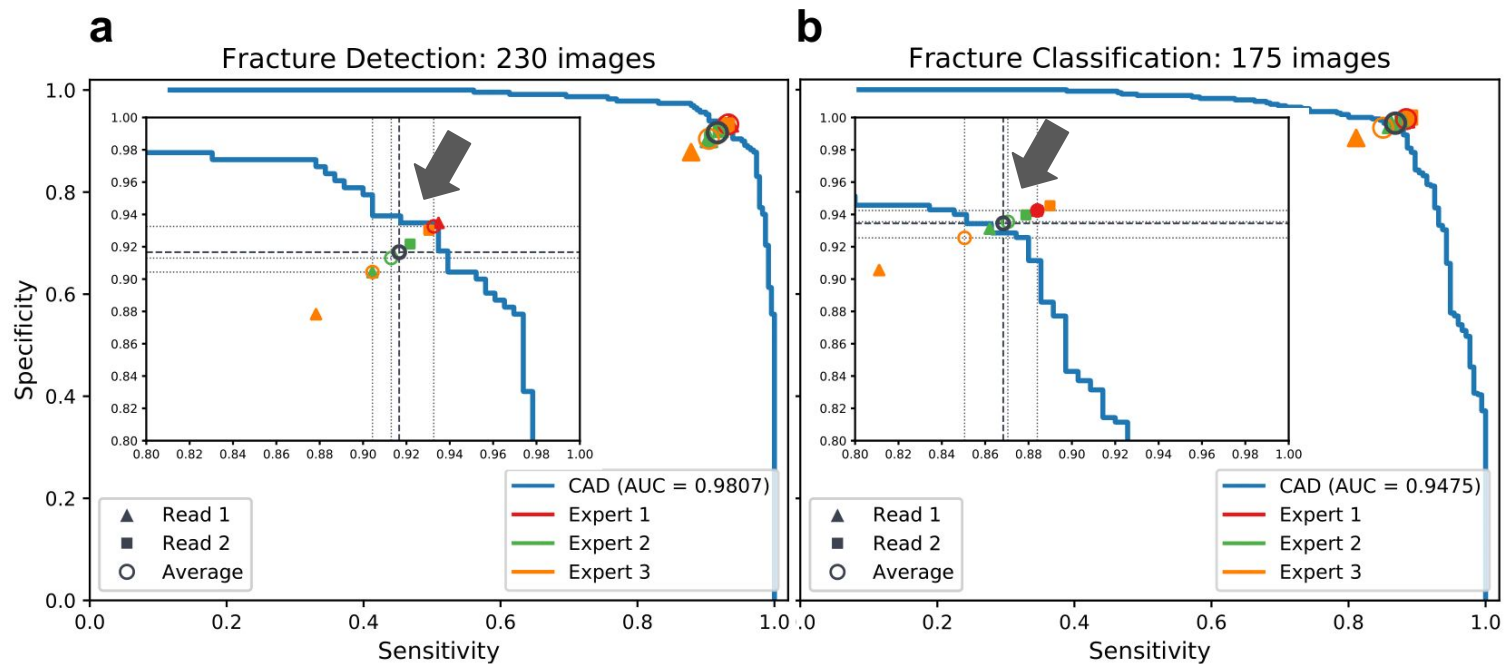 a
Fracture Detection: 230 images
Specificity
1.0
0.8
0.6
0.4
0.2
0.0
1.00
0.98
0.96
0.94
0.92
0.90
0.88
0.86
0.84
0.82
0.80
0.80 0.82 0.84 0.86 0.88 0.90 0.92 0.94 0.96 0.98 1.00
Read 1
Read 2
Average
CAD (AUC = 0.9807)
Expert 1
Expert 2
Expert 3
0.0 0.2 0.4 0.6 0.8 1.0
Sensitivity
b
Fracture Classification: 175 images
1.00
0.98
0.96
0.94
0.92
0.90
0.88
0.86
0.84
0.82
0.80
0.80 0.82 0.84 0.86 0.88 0.90 0.92 0.94 0.96 0.98 1.00
Read 1
Read 2
Average
CAD (AUC = 0.9475)
Expert 1
Expert 2
Expert 3
0.0 0.2 0.4 0.6 0.8 1.0
Sensitivity